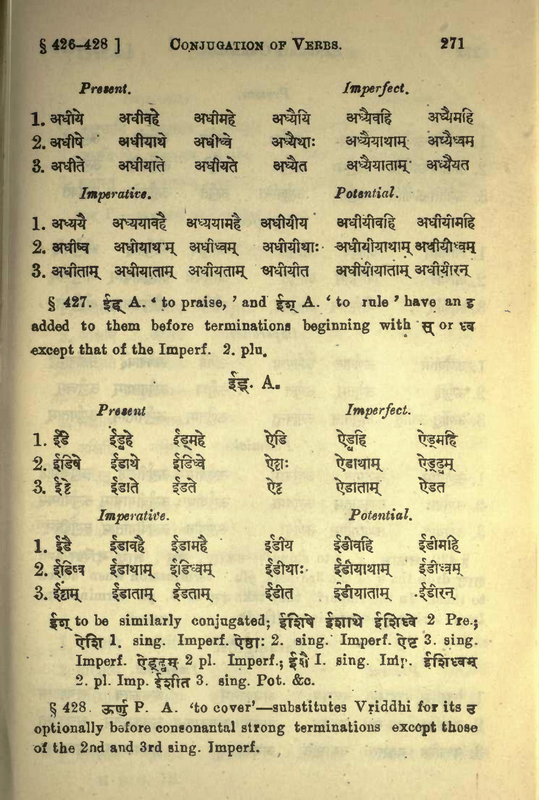 § 426-428 ] CONJUGATION OF VERBS. 271
Present. Imperfect.
1. अधीये अधीवहे अधीमहे अध्यैयि अध्यैवहि अध्यैमहि
2. अधीषे अधीयाथे अधीध्वे अध्यैथाः अध्यैयाथाम् अध्यैध्वम्
3. अधीते अधीयाते अधीयते अध्यैत अध्यैयाताम् अध्यैयत
Imperative. Potential.
1. अध्ययै अध्ययावहै अध्ययामहै अधीयीय अधीयीवहि अधीयीमहि
2. अधीष्व अधीयाथाम् अधीध्वम् अधीयीथाः अधीयीयाथाम् अधीयीध्वम्
3. अधीताम् अधीयाताम् अधीयताम् अधीयीत अधीयीयाताम् अधीयीरन्
§ 427. ईड् A. ‘ to praise, ’ and ईश् A. ‘ to rule ’ have an इ
added to them before terminations beginning with स् or ध्व
except that of the Imperf. 2. plu.
ईड्. A.
Present Imperfect.
1. ईडे ईड्वहे ईड्महे ऐडि ऐड्वहि ऐड्महि
2. ईडिषे ईडाथे ईडिध्वे ऐट्ठाः ऐडाथाम् ऐड्ढ्वम्
3. ईट्टे ईडाते ईडते ऐट्ट ऐडाताम् ऐडत
Imperative. Potential.
1. ईडै ईडावहै ईडामहै ईडीय ईडीवहि ईडीमहि
2. ईडिष्व ईडाथाम् ईडिध्वम् ईडीथाः ईडीयाथाम् ईडीध्वम्
3. ईट्टाम् ईडाताम् ईडताम् ईडीत ईडीयाताम् ईडीरन्
ईश् to be similarly conjugated; ईशिषे ईशाथे ईशिध्वे 2 Pre.;
ऐशि 1. sing. Imperf. ऐष्ठाः 2. sing. Imperf. ऐष्ट 3. sing.
Imperf. ऐड्ढ्वम् 2 pl. Imperf.; ईशै I. sing. Imp. ईशिध्वम्
2. pl. Imp. ईशीत 3. sing. Pot. &c.
§ 428. ऊर्णु P. A. ‘to cover’—substitutes Vriddhi for its उ
optionally before consonantal strong terminations except those
of the 2nd and 3rd sing. Imperf.